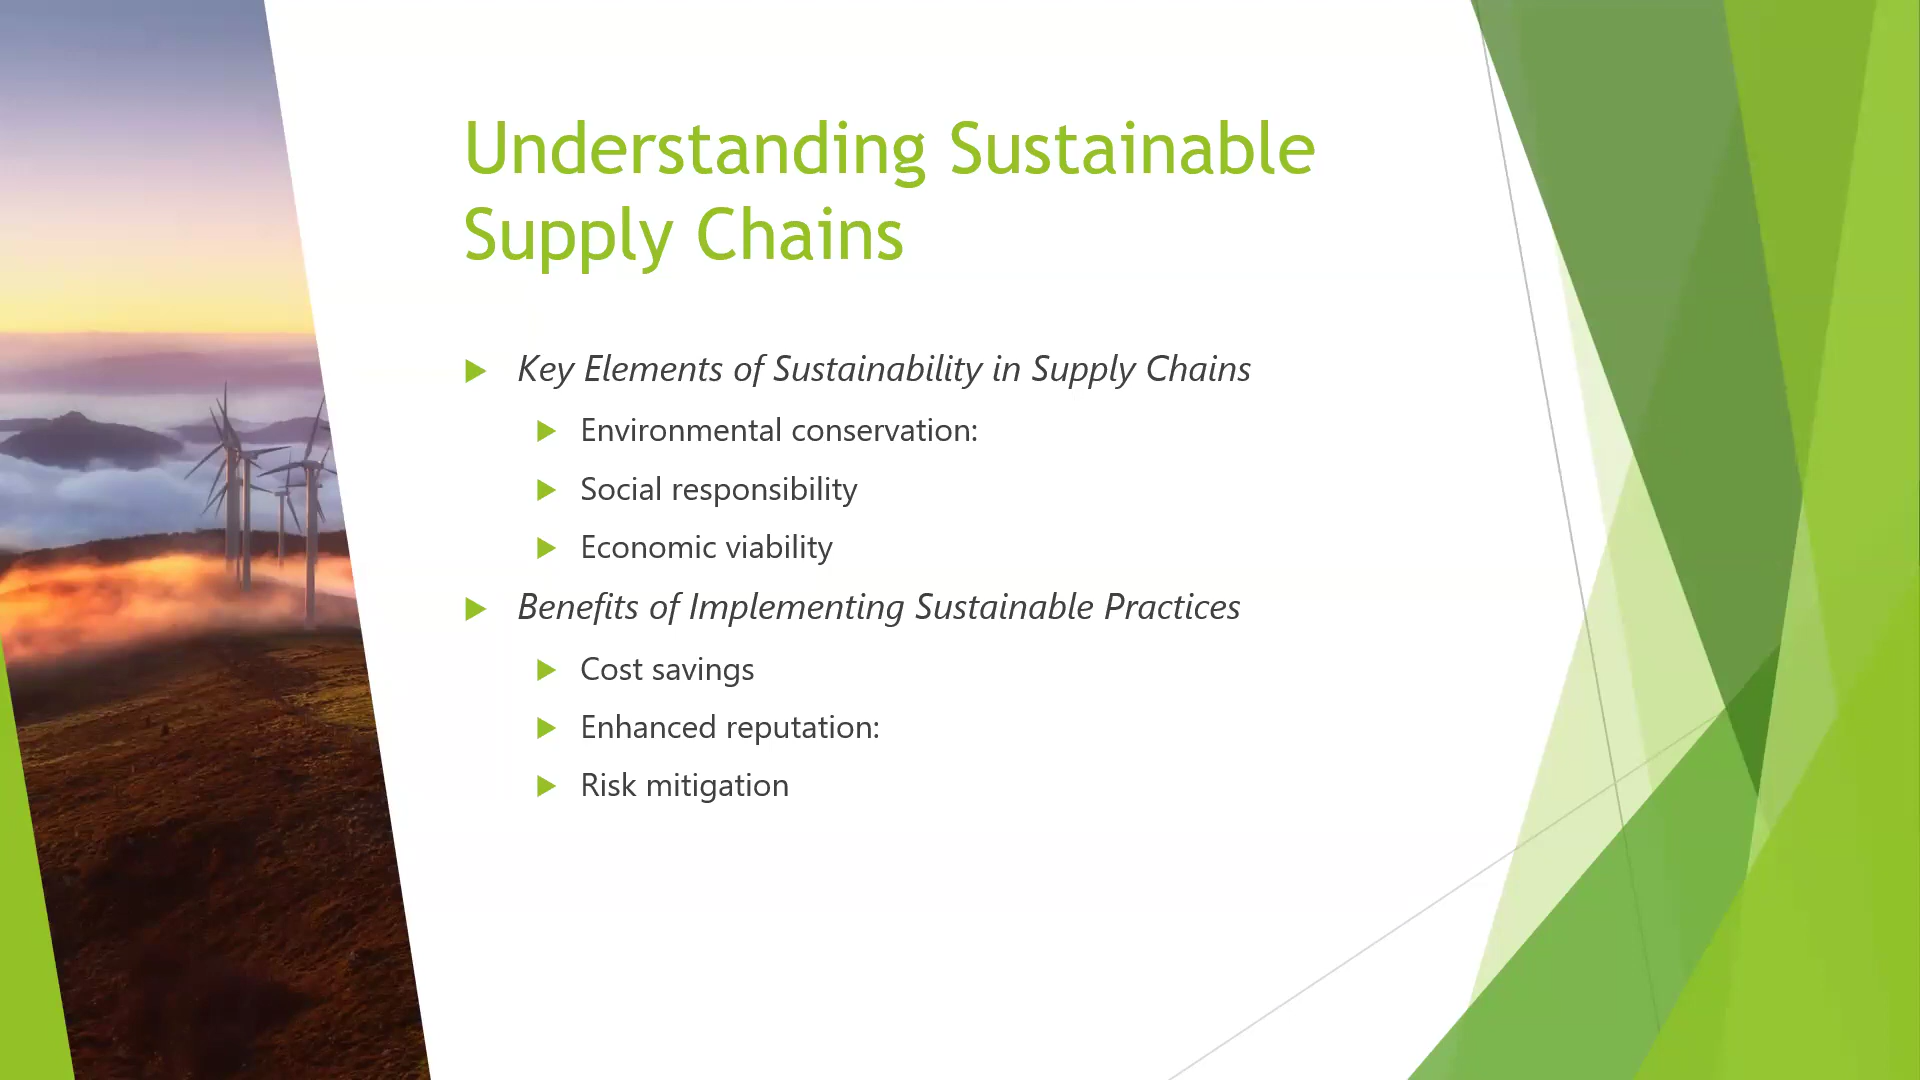 Understanding Sustainable
Supply Chains
Key Elements of Sustainability in Supply Chains
Environmental conservation:
Social responsibility
Economic viability
Benefits of Implementing Sustainable Practices
Cost savings
Enhanced reputation:
Risk mitigation